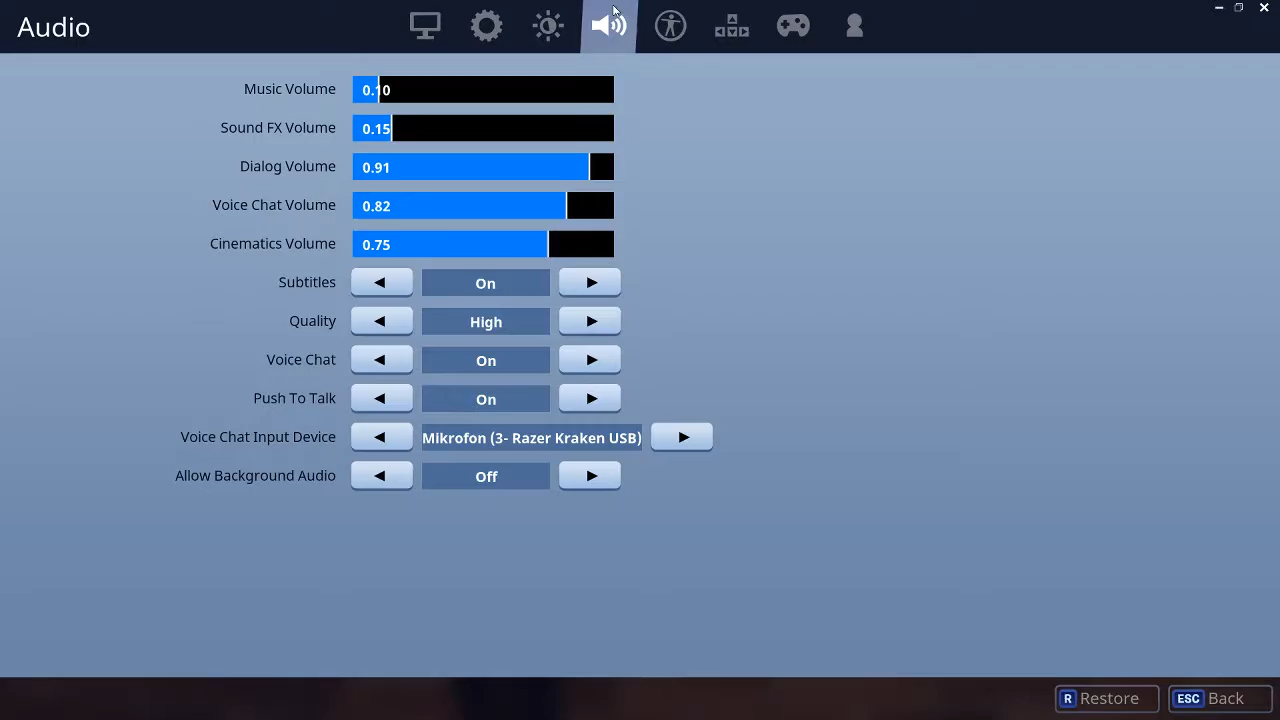 Audio
Music Volume 0.10
Sound FX Volume 0.15
Dialog Volume 0.91
Voice Chat Volume 0.82
Cinematics Volume 0.75
Subtitles On
Quality High
Voice Chat On
Push To Talk On
Voice Chat Input Device Mikrofon (3- Razer Kraken USB)
Allow Background Audio Off
R Restore ESC Back